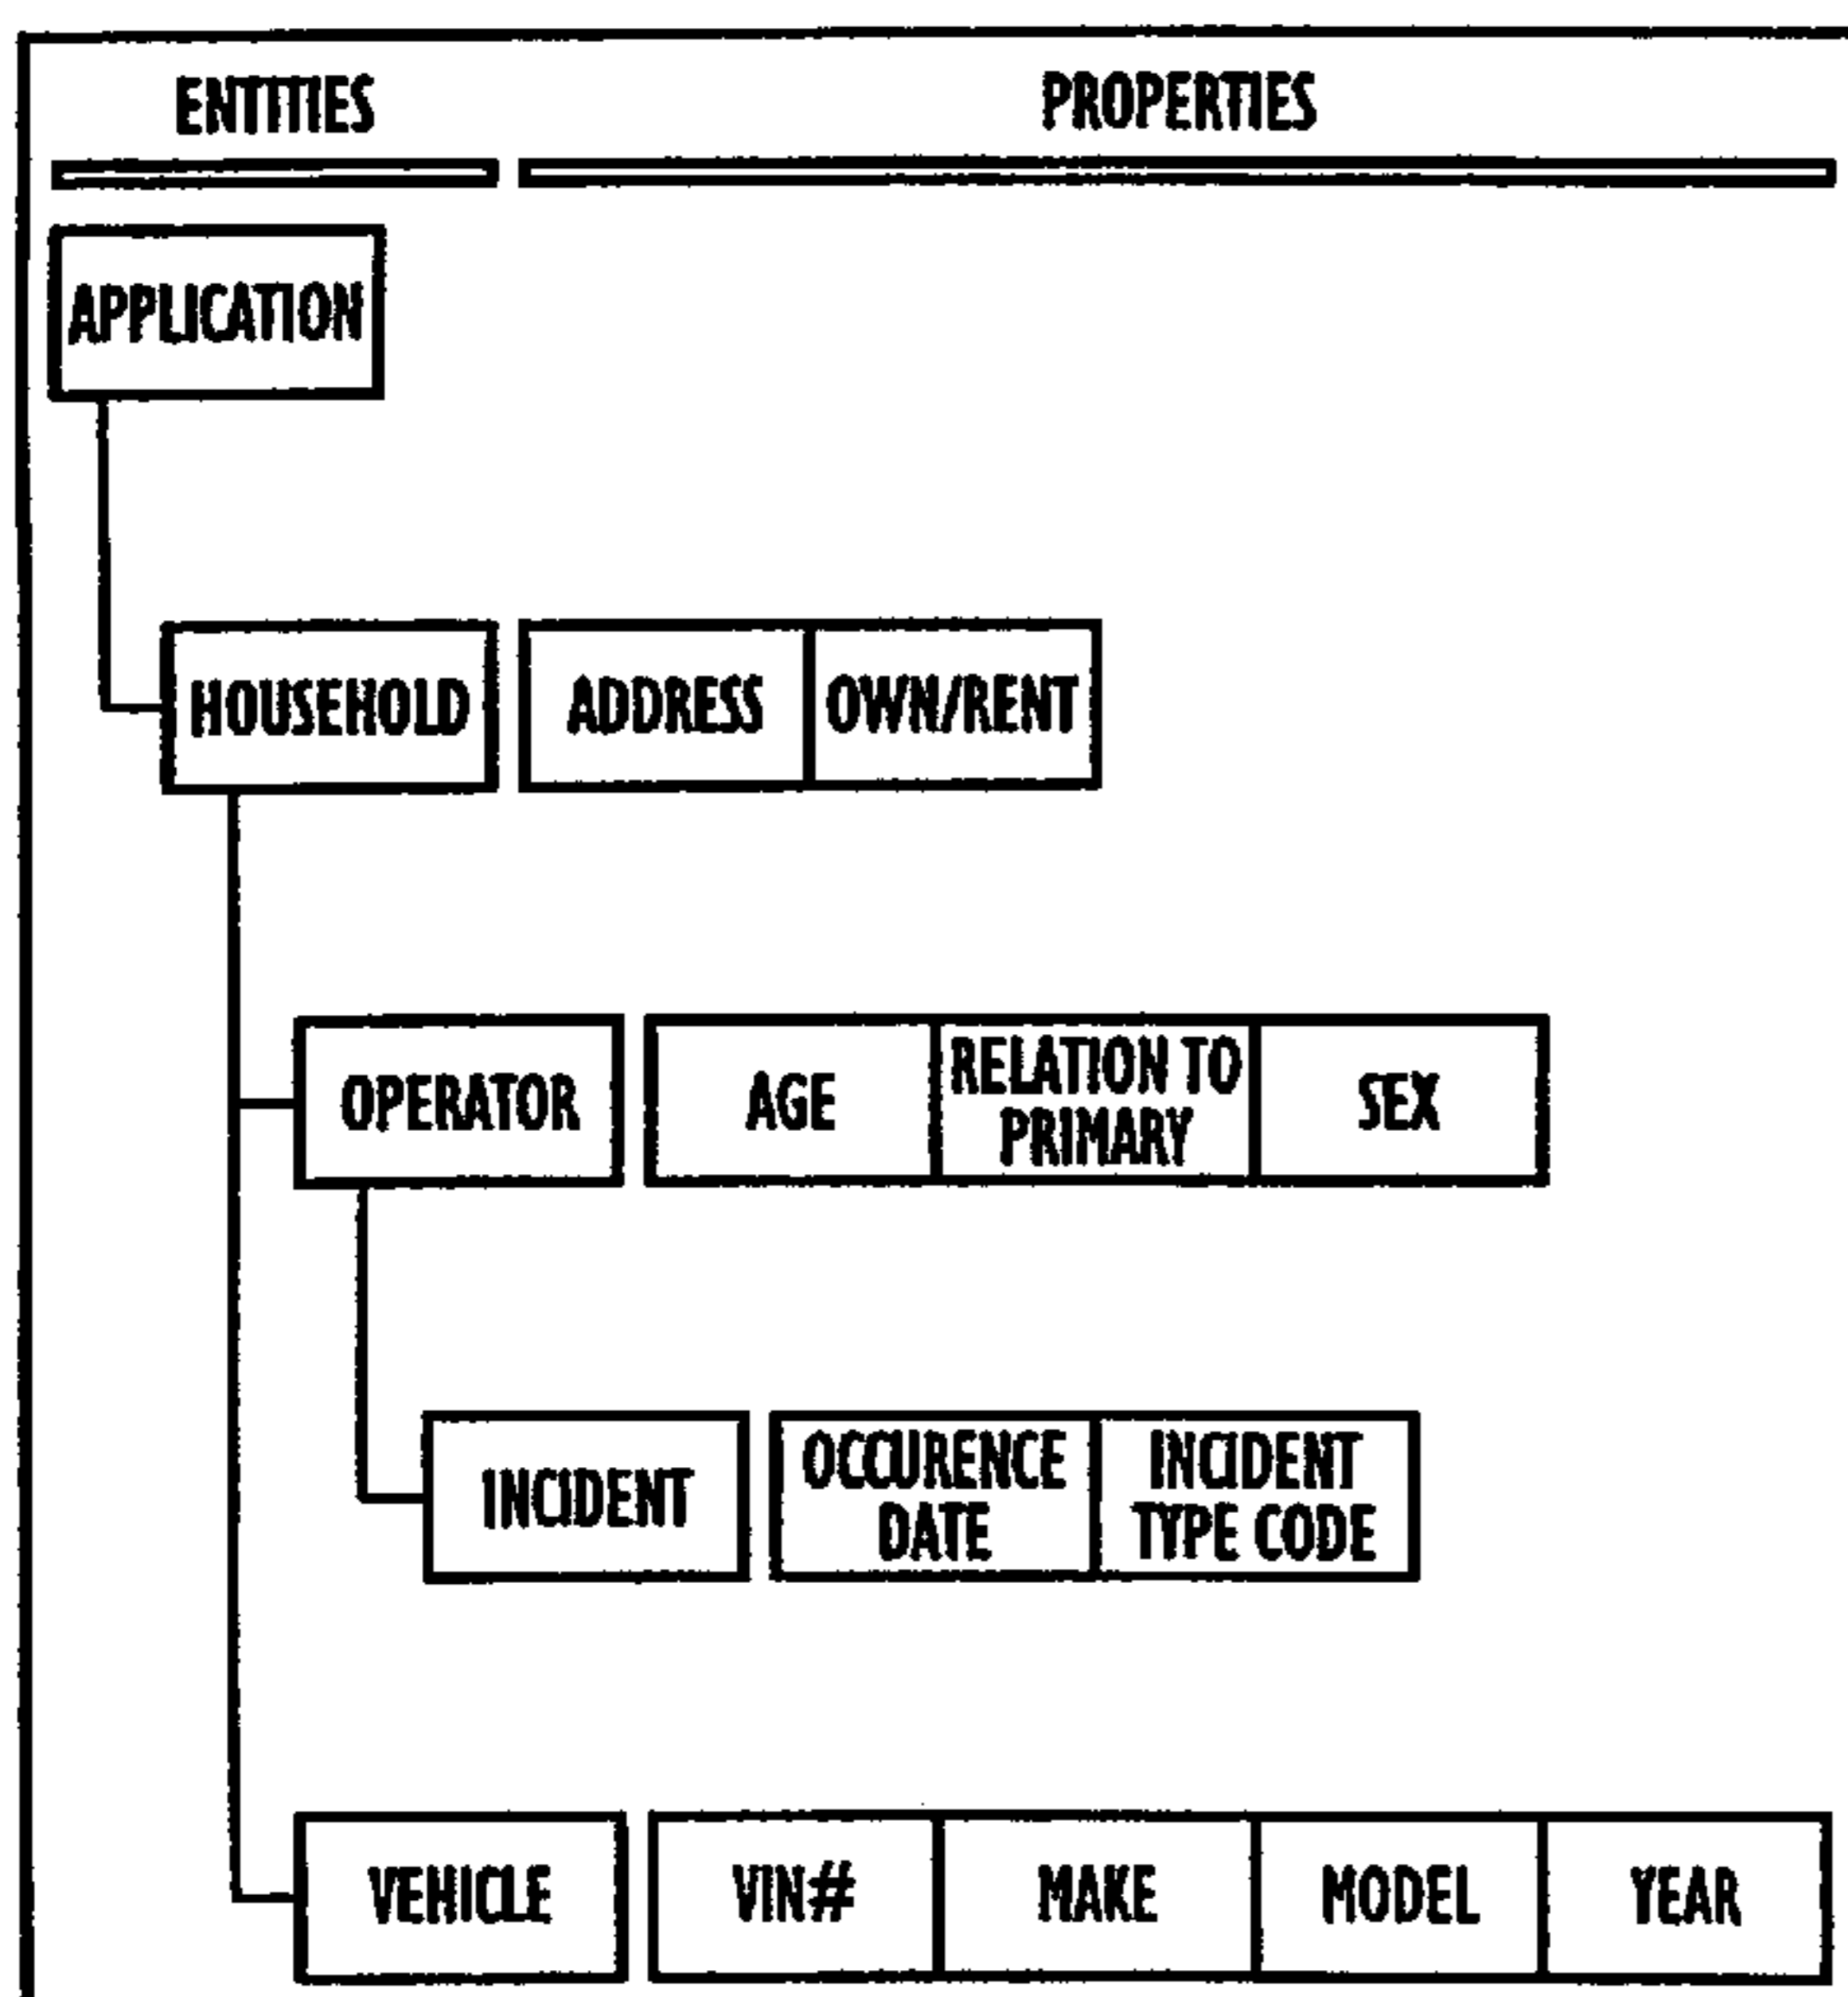 ENTITIES
PROPERTIES
APPLICATION
HOUSEHOLD
ADDRESS
OWN/RENT
OPERATOR
AGE
RELATION TO
PRIMARY
SEX
INCIDENT
OCCURENCE
DATE
INCIDENT
TYPE CODE
VEHICLE
VIN#
MAKE
MODEL
YEAR